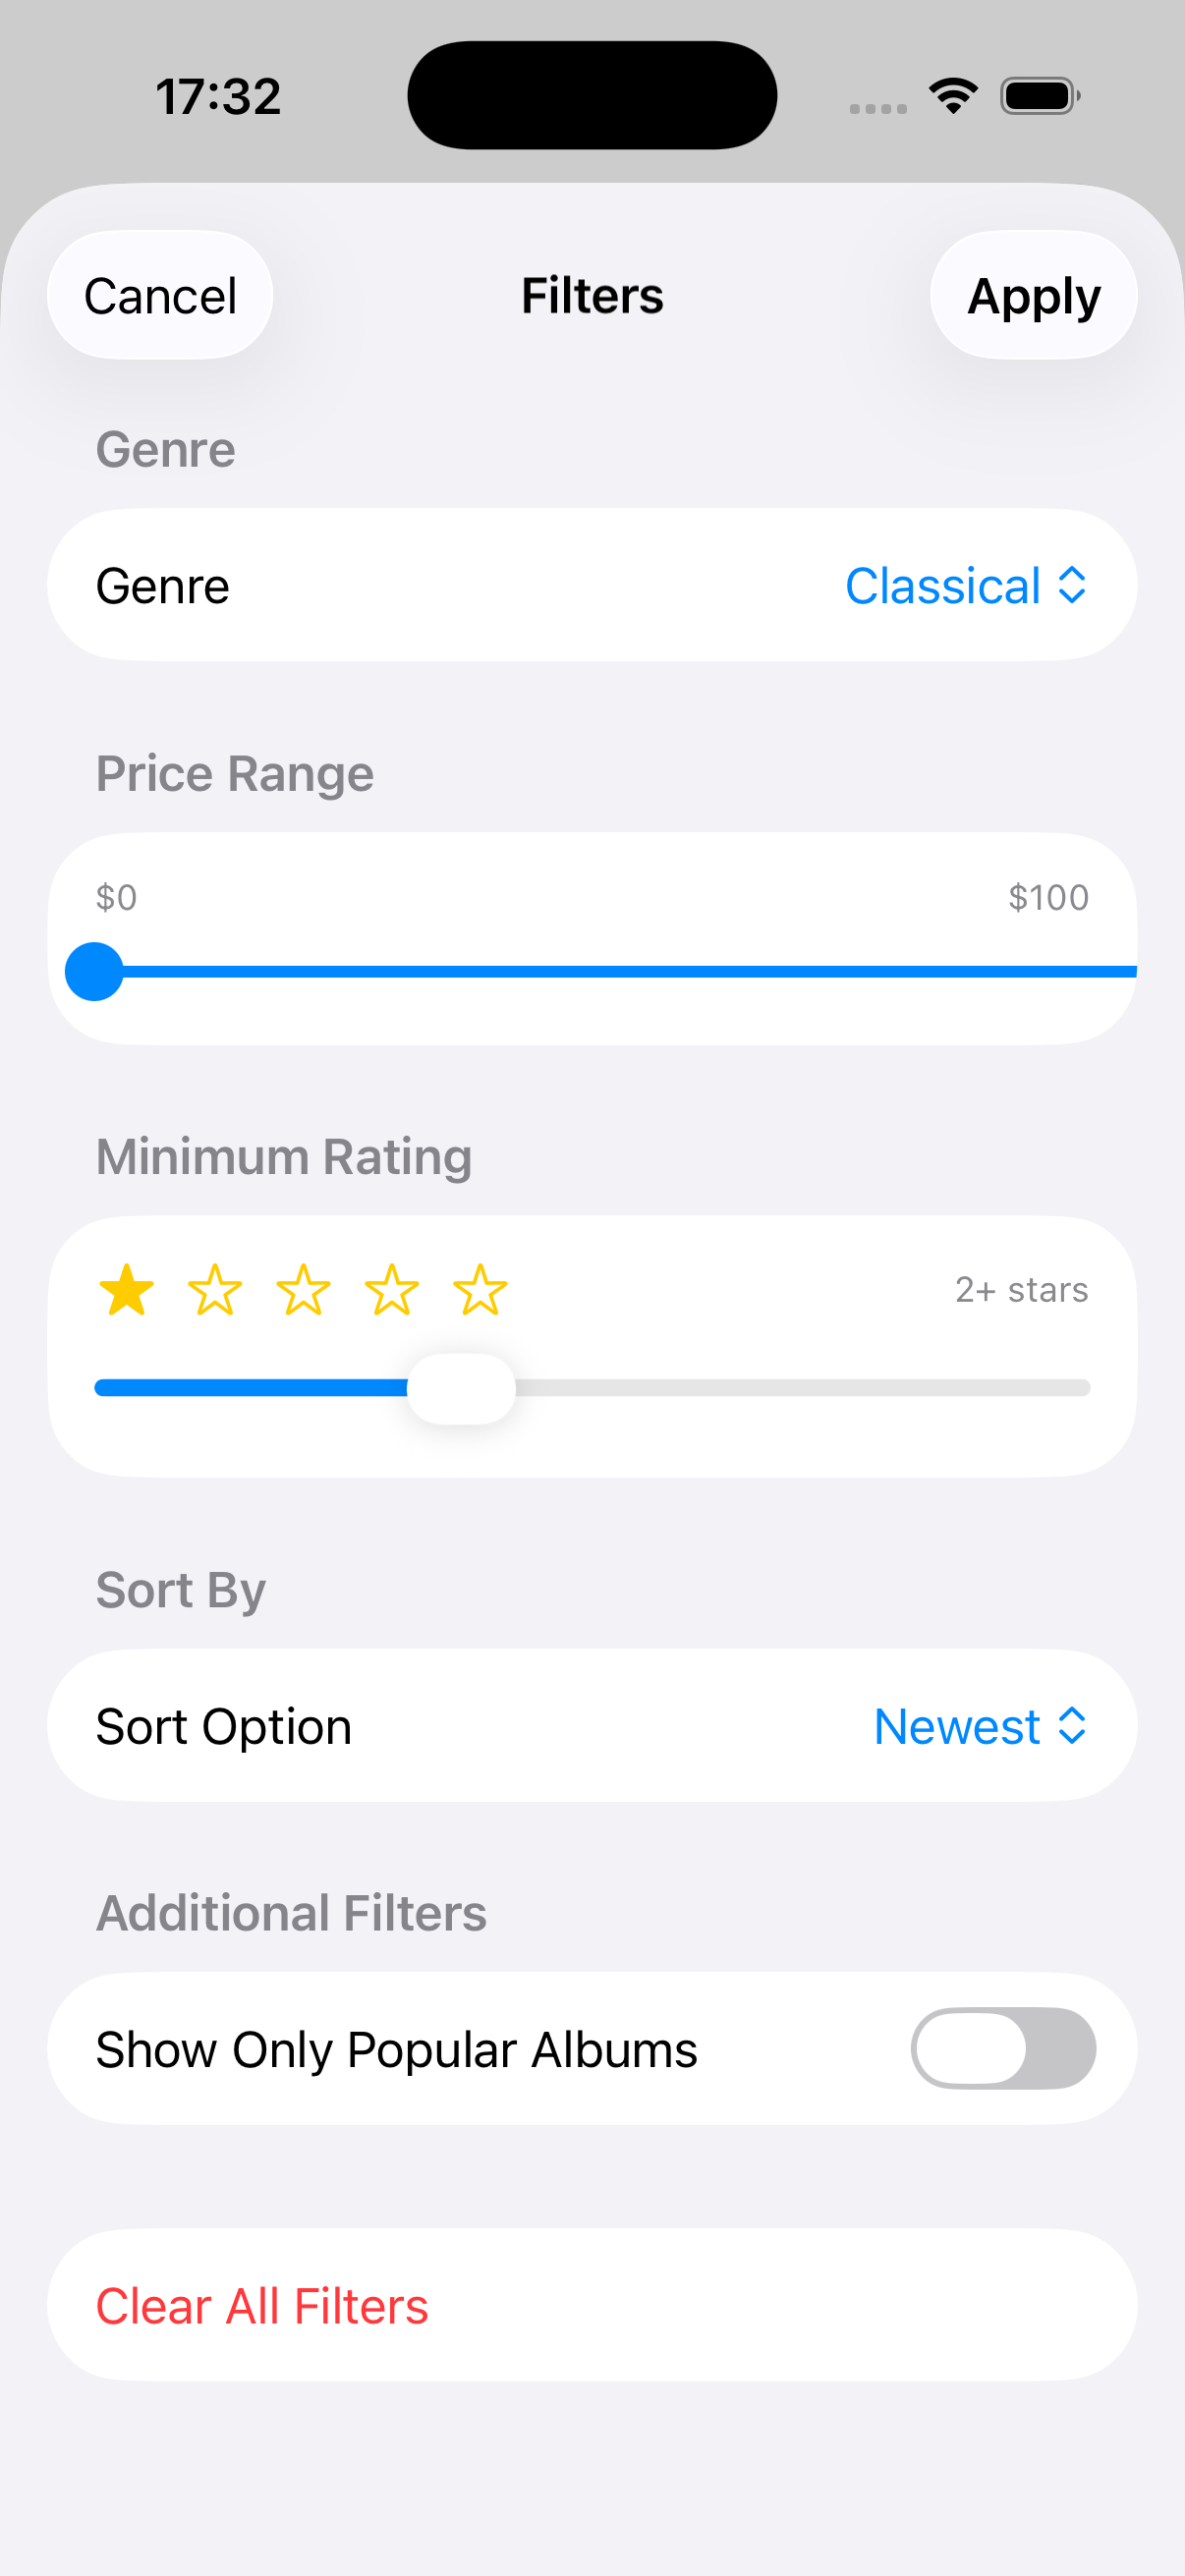 17:32
Cancel
Filters
Apply
Genre
Genre
Classical
Price Range
$0
$100
Minimum Rating
2+ stars
Sort By
Sort Option
Newest
Additional Filters
Show Only Popular Albums
Clear All Filters